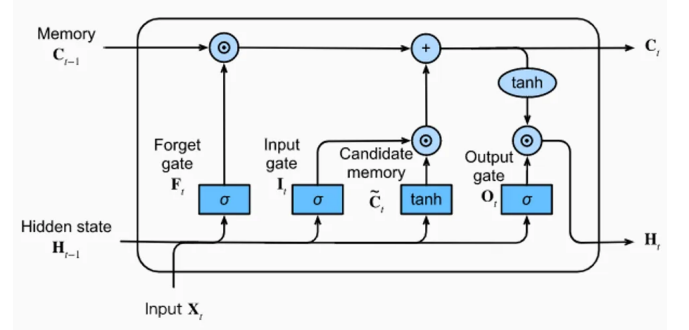 Memory
C_{t-1}
+
C_t
tanh
Forget
gate
F_t
Input
gate
I_t
Candidate
memory
C̃_t
Output
gate
O_t
σ
σ
tanh
σ
Hidden state
H_{t-1}
H_t
Input X_t